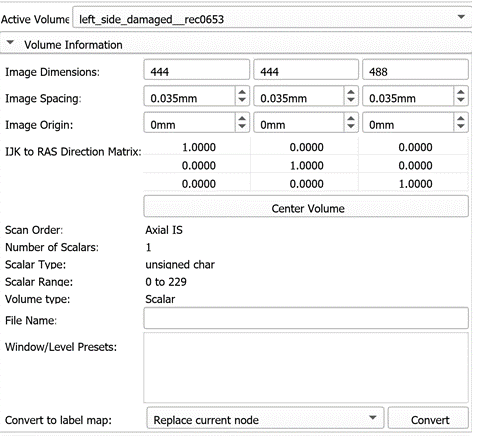 Active Volume left_side_damaged__rec0653
Volume Information
Image Dimensions: 444 444 488
Image Spacing: 0.035mm 0.035mm 0.035mm
Image Origin: 0mm 0mm 0mm
IJK to RAS Direction Matrix: 1.0000 0.0000 0.0000
0.0000 1.0000 0.0000
0.0000 0.0000 1.0000
Center Volume
Scan Order: Axial IS
Number of Scalars: 1
Scalar Type: unsigned char
Scalar Range: 0 to 229
Volume type: Scalar
File Name:
Window/Level Presets:
Convert to label map: Replace current node Convert